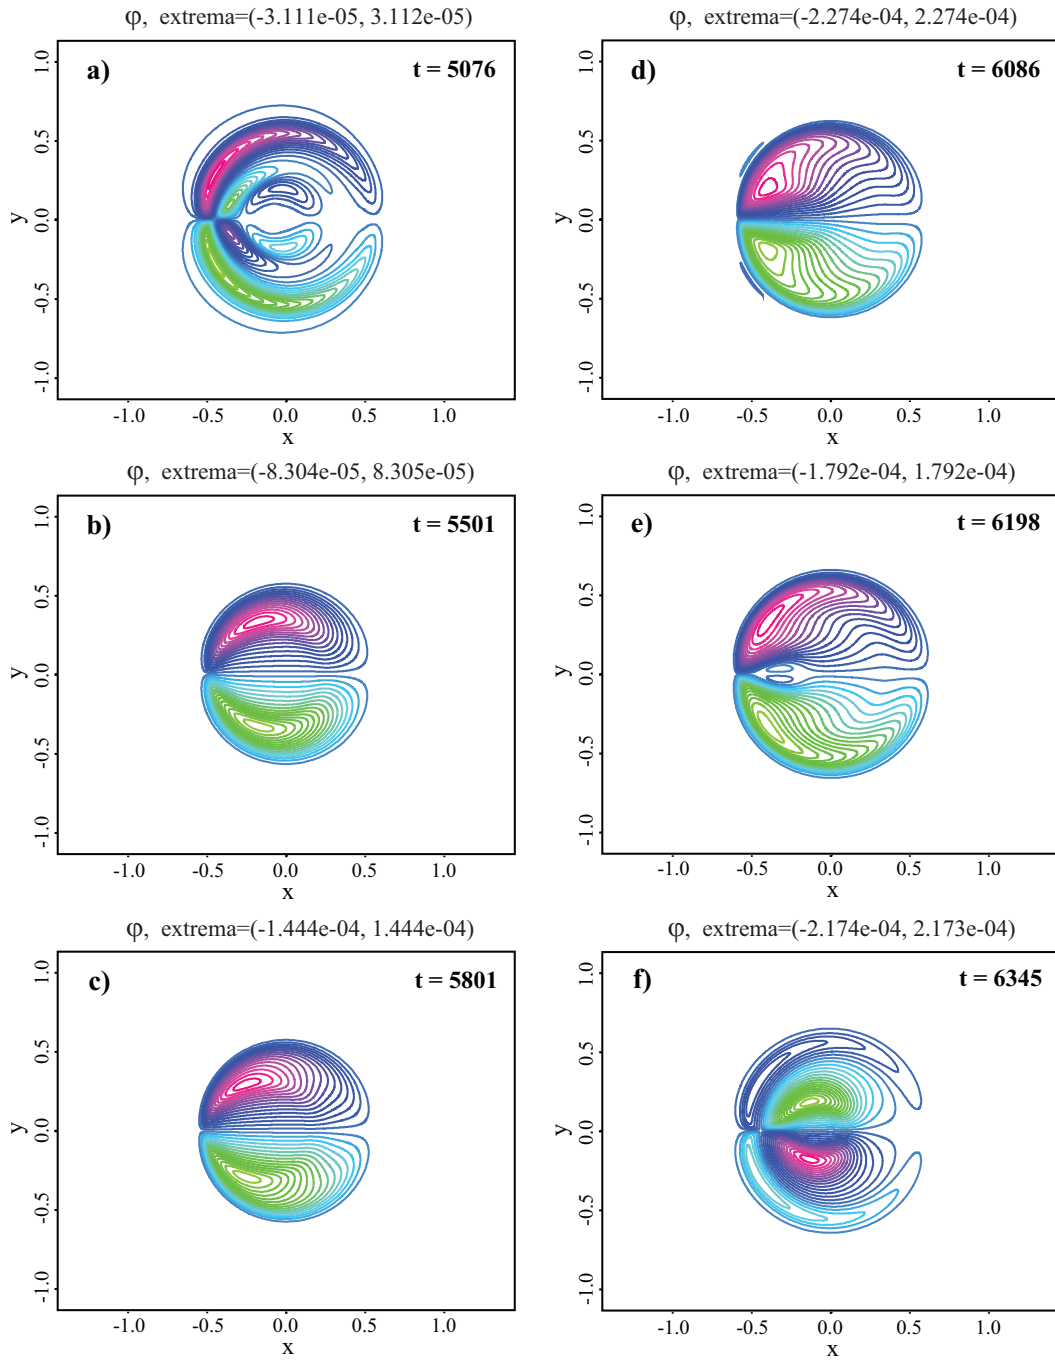 φ, extrema=(-3.111e-05, 3.112e-05)
a)
t = 5076
1.0
0.5
0.0
-0.5
-1.0
y
-1.0 -0.5 0.0 0.5 1.0
x
φ, extrema=(-2.274e-04, 2.274e-04)
d)
t = 6086
1.0
0.5
0.0
-0.5
-1.0
y
-1.0 -0.5 0.0 0.5 1.0
x
φ, extrema=(-8.304e-05, 8.305e-05)
b)
t = 5501
1.0
0.5
0.0
-0.5
-1.0
y
-1.0 -0.5 0.0 0.5 1.0
x
φ, extrema=(-1.792e-04, 1.792e-04)
e)
t = 6198
1.0
0.5
0.0
-0.5
-1.0
y
-1.0 -0.5 0.0 0.5 1.0
x
φ, extrema=(-1.444e-04, 1.444e-04)
c)
t = 5801
1.0
0.5
0.0
-0.5
-1.0
y
-1.0 -0.5 0.0 0.5 1.0
x
φ, extrema=(-2.174e-04, 2.173e-04)
f)
t = 6345
1.0
0.5
0.0
-0.5
-1.0
y
-1.0 -0.5 0.0 0.5 1.0
x